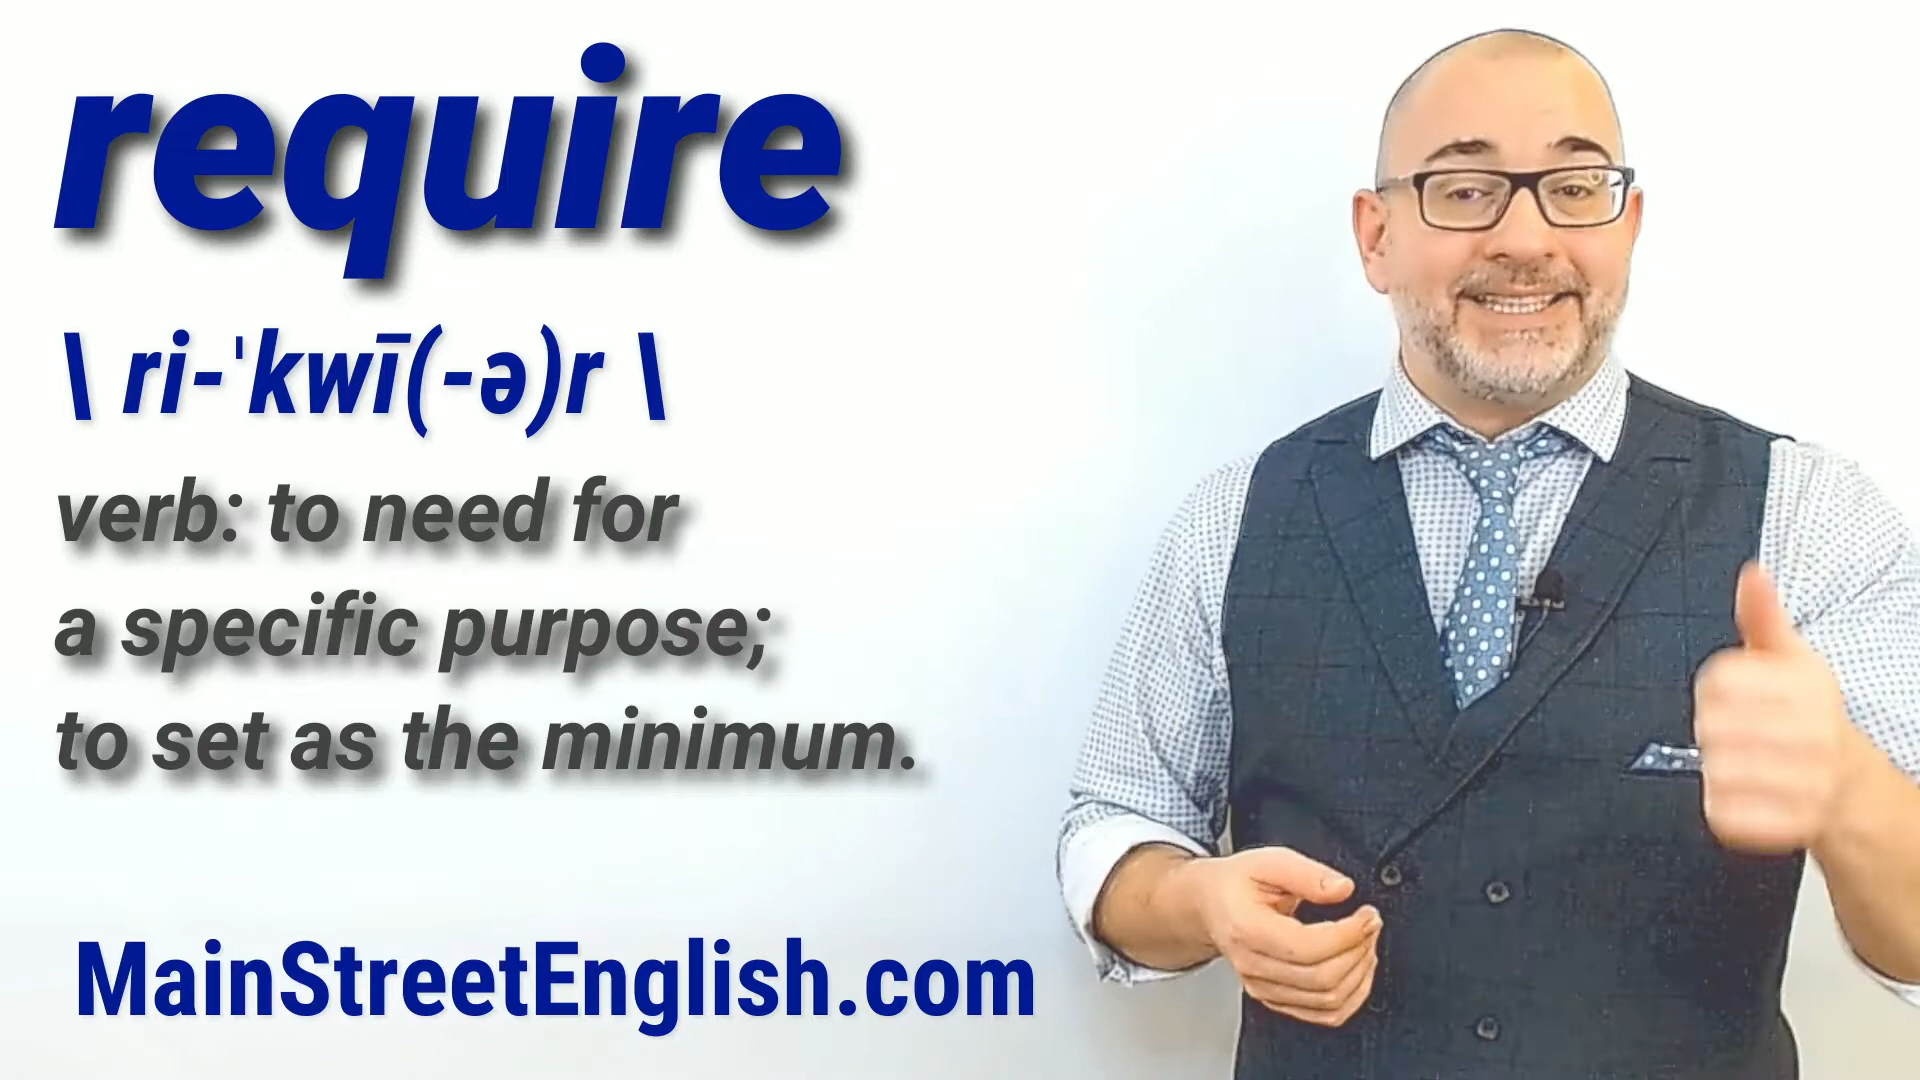 require
\ ri-ˈkwī(-ə)r \
verb: to need for
a specific purpose;
to set as the minimum.
MainStreetEnglish.com